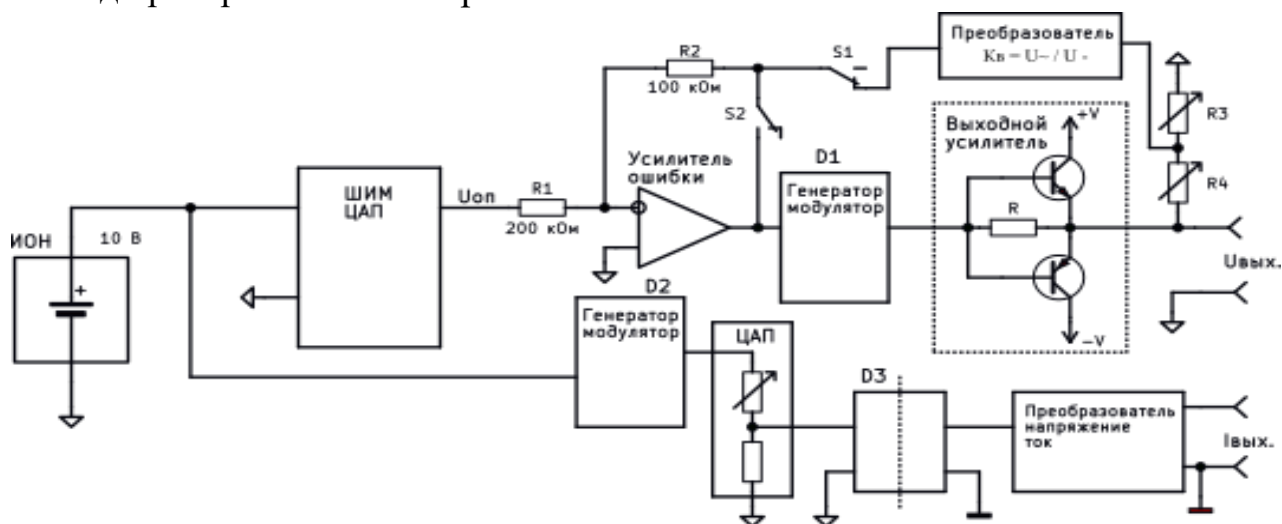 Преобразователь
Кв = U~ / U -
S1
R2
100 кОм
S2
R3
+V
Выходной
усилитель
R4
Усилитель
ошибки
D1
Генератор
модулятор
ШИМ
ЦАП
Uоп
R1
200 кОм
R
ИОН
10 В
+
Uвых.
-V
D2
Генератор
модулятор
ЦАП
D3
Преобразователь
напряжение
ток
Iвых.